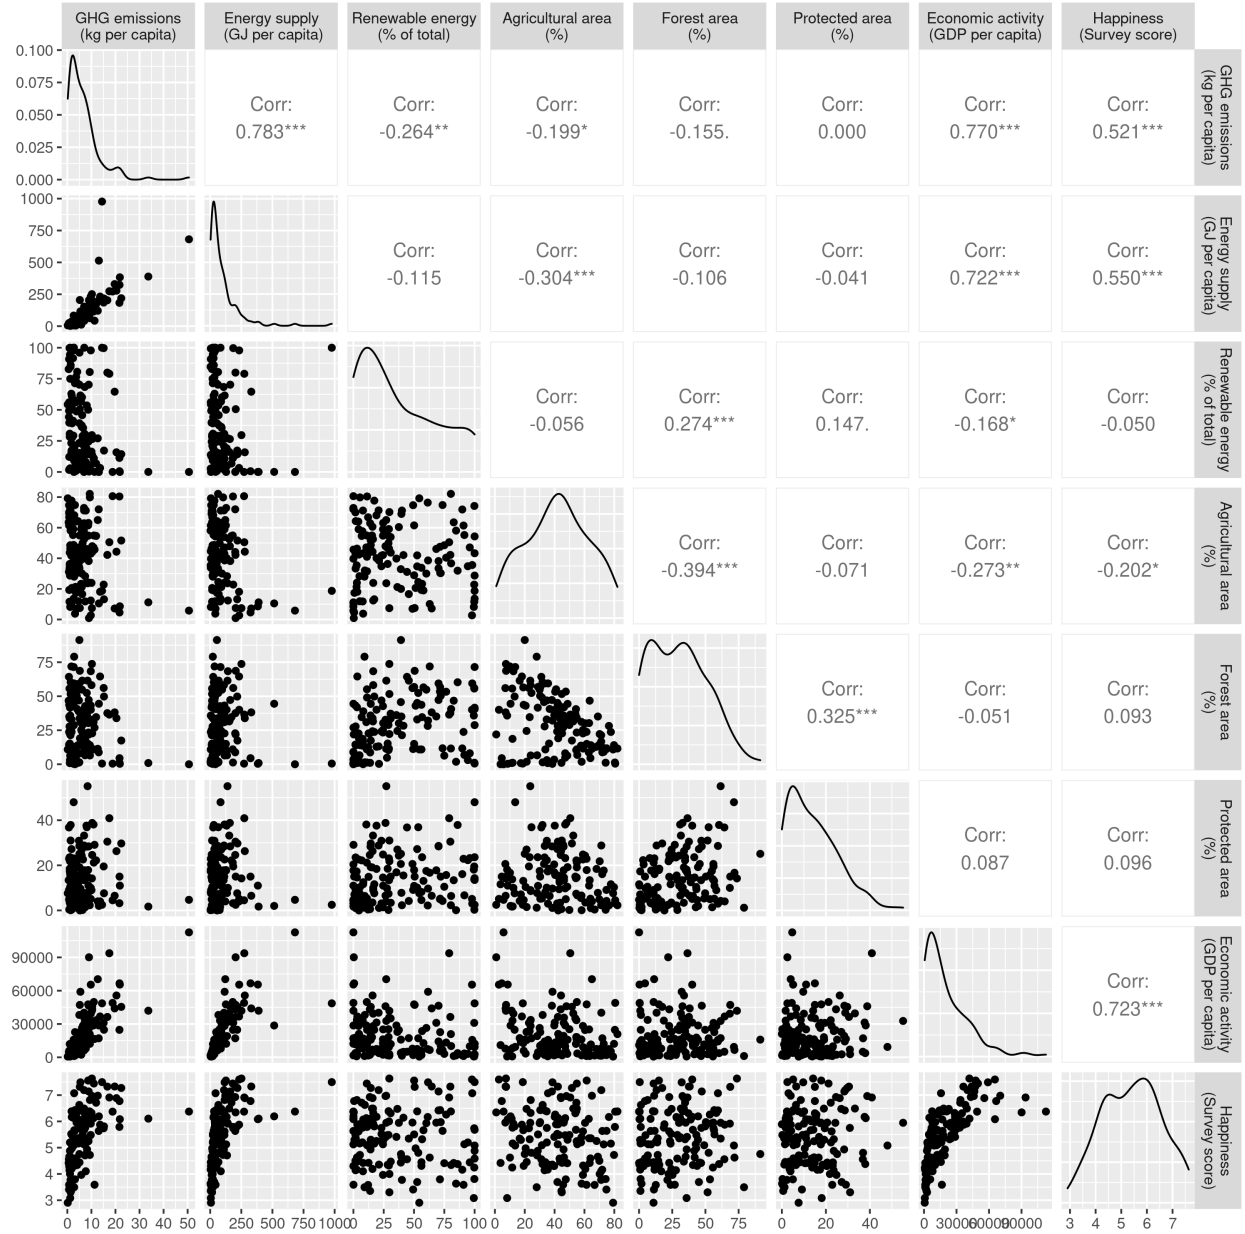 GHG emissions
(kg per capita)
Energy supply
(GJ per capita)
Renewable energy
(% of total)
Agricultural area
(%)
Forest area
(%)
Protected area
(%)
Economic activity
(GDP per capita)
Happiness
(Survey score)
0.100
0.075
0.050
0.025
0.000
Corr:
0.783***
Corr:
-0.264**
Corr:
-0.199*
Corr:
-0.155.
Corr:
0.000
Corr:
0.770***
Corr:
0.521***
GHG emissions
(kg per capita)
1000
750
500
250
0
Corr:
-0.115
Corr:
-0.304***
Corr:
-0.106
Corr:
-0.041
Corr:
0.722***
Corr:
0.550***
Energy supply
(GJ per capita)
100
75
50
25
0
Corr:
-0.056
Corr:
0.274***
Corr:
0.147.
Corr:
-0.168*
Corr:
-0.050
Renewable energy
(% of total)
80
60
40
20
0
Corr:
-0.394***
Corr:
-0.071
Corr:
-0.273**
Corr:
-0.202*
Agricultural area
(%)
75
50
25
0
Corr:
0.325***
Corr:
-0.051
Corr:
0.093
Forest area
(%)
40
20
0
Corr:
0.087
Corr:
0.096
Protected area
(%)
90000
60000
30000
0
Corr:
0.723***
Economic activity
(GDP per capita)
7
6
5
4
3
Happiness
(Survey score)
0 10 20 30 40 50
0 250 500 750 1000
0 25 50 75 100
0 20 40 60 80
0 25 50 75
0 20 40
0 30000 60000 90000
3 4 5 6 7